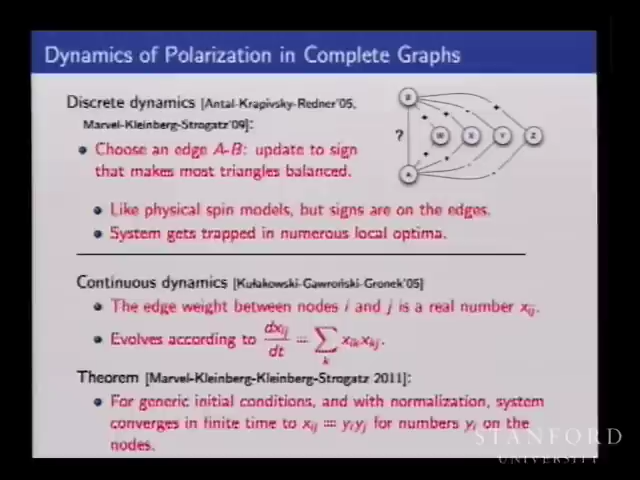 Dynamics of Polarization in Complete Graphs
Discrete dynamics [Antal-Krapivsky-Redner'05,
Marvel-Kleinberg-Strogatz'09]:
• Choose an edge A-B: update to sign
that makes most triangles balanced.
B
?
W X Y Z
A
• Like physical spin models, but signs are on the edges.
• System gets trapped in numerous local optima.
Continuous dynamics [Kułakowski-Gawroński-Gronek'05]
• The edge weight between nodes i and j is a real number x_ij.
• Evolves according to dx_ij/dt = ∑_k x_ik x_kj.
Theorem [Marvel-Kleinberg-Kleinberg-Strogatz 2011]:
• For generic initial conditions, and with normalization, system
converges in finite time to x_ij = y_i y_j for numbers y_i on the
nodes.
STANFORD
UNIVERSITY